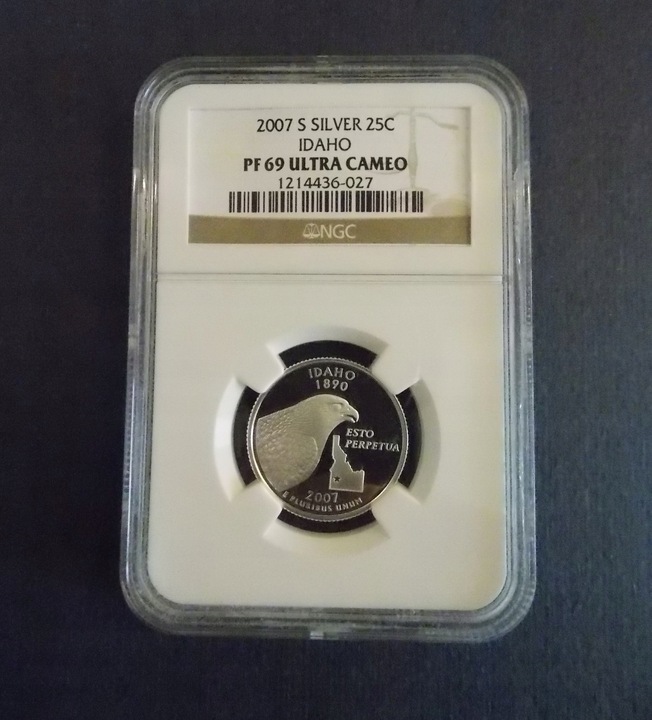 2007 S SILVER 25C
IDAHO
PF 69 ULTRA CAMEO
1214436-027
NGC
IDAHO
1890
ESTO
PERPETUA
2007
E PLURIBUS UNUM